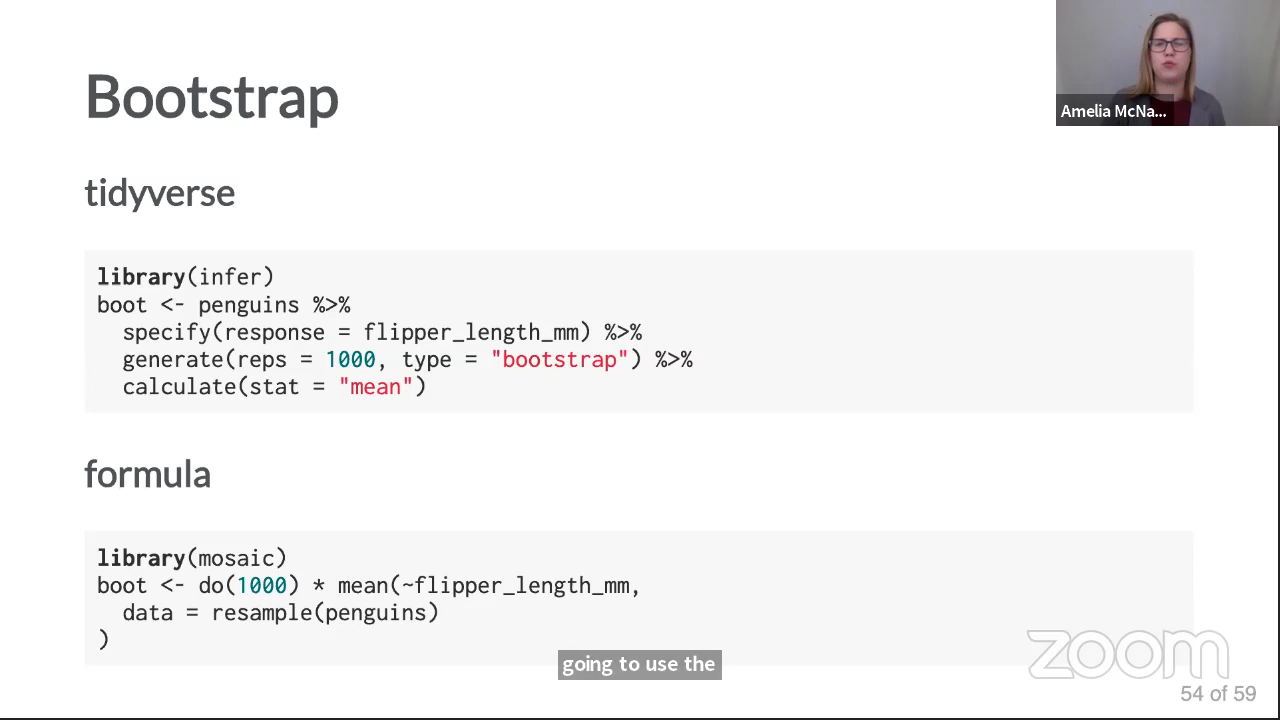 Bootstrap
Amelia McNa...
tidyverse
library(infer)
boot <- penguins %>%
  specify(response = flipper_length_mm) %>%
  generate(reps = 1000, type = "bootstrap") %>%
  calculate(stat = "mean")
formula
library(mosaic)
boot <- do(1000) * mean(~flipper_length_mm,
  data = resample(penguins)
)
going to use the
zoom
54 of 59